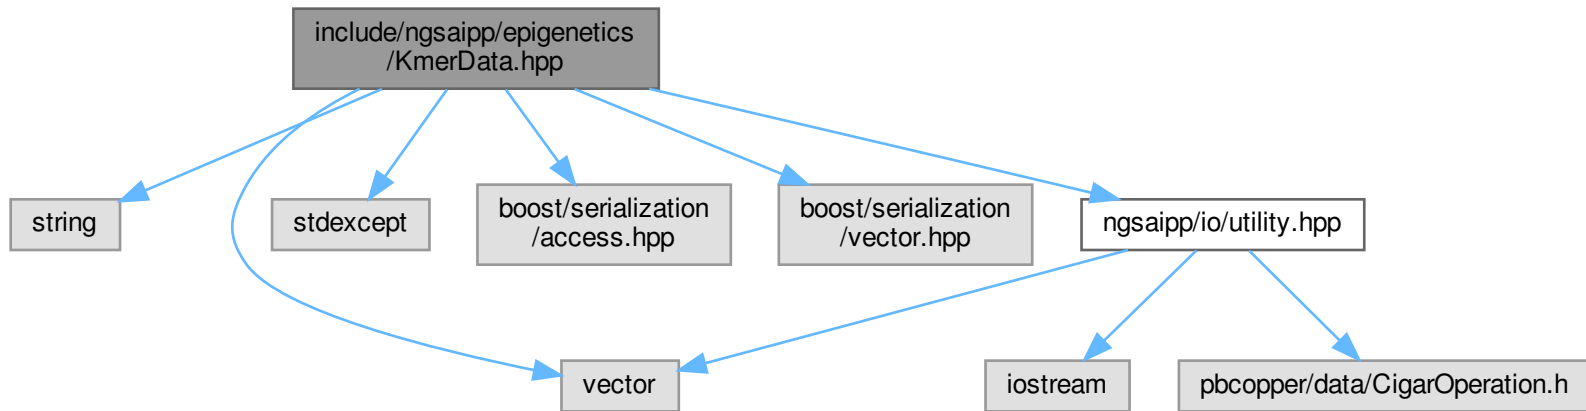 include/ngsaipp/epigenetics
/KmerData.hpp
string
stdexcept
boost/serialization
/access.hpp
boost/serialization
/vector.hpp
ngsaipp/io/utility.hpp
vector
iostream
pbcopper/data/CigarOperation.h